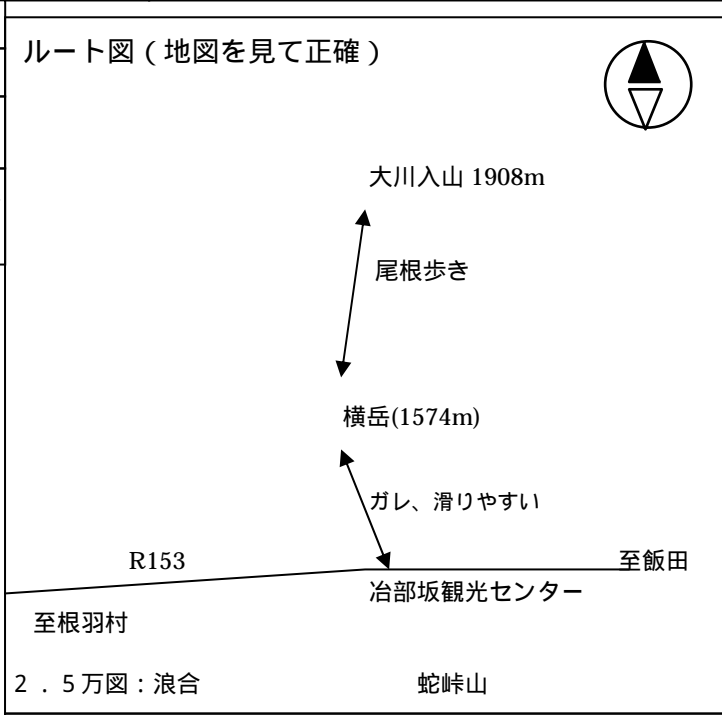 ルート図（地図を見て正確）
大川入山 1908m
尾根歩き
横岳(1574m)
ガレ、滑りやすい
R153
至飯田
冶部坂観光センター
至根羽村
２．５万図：浪合 蛇峠山